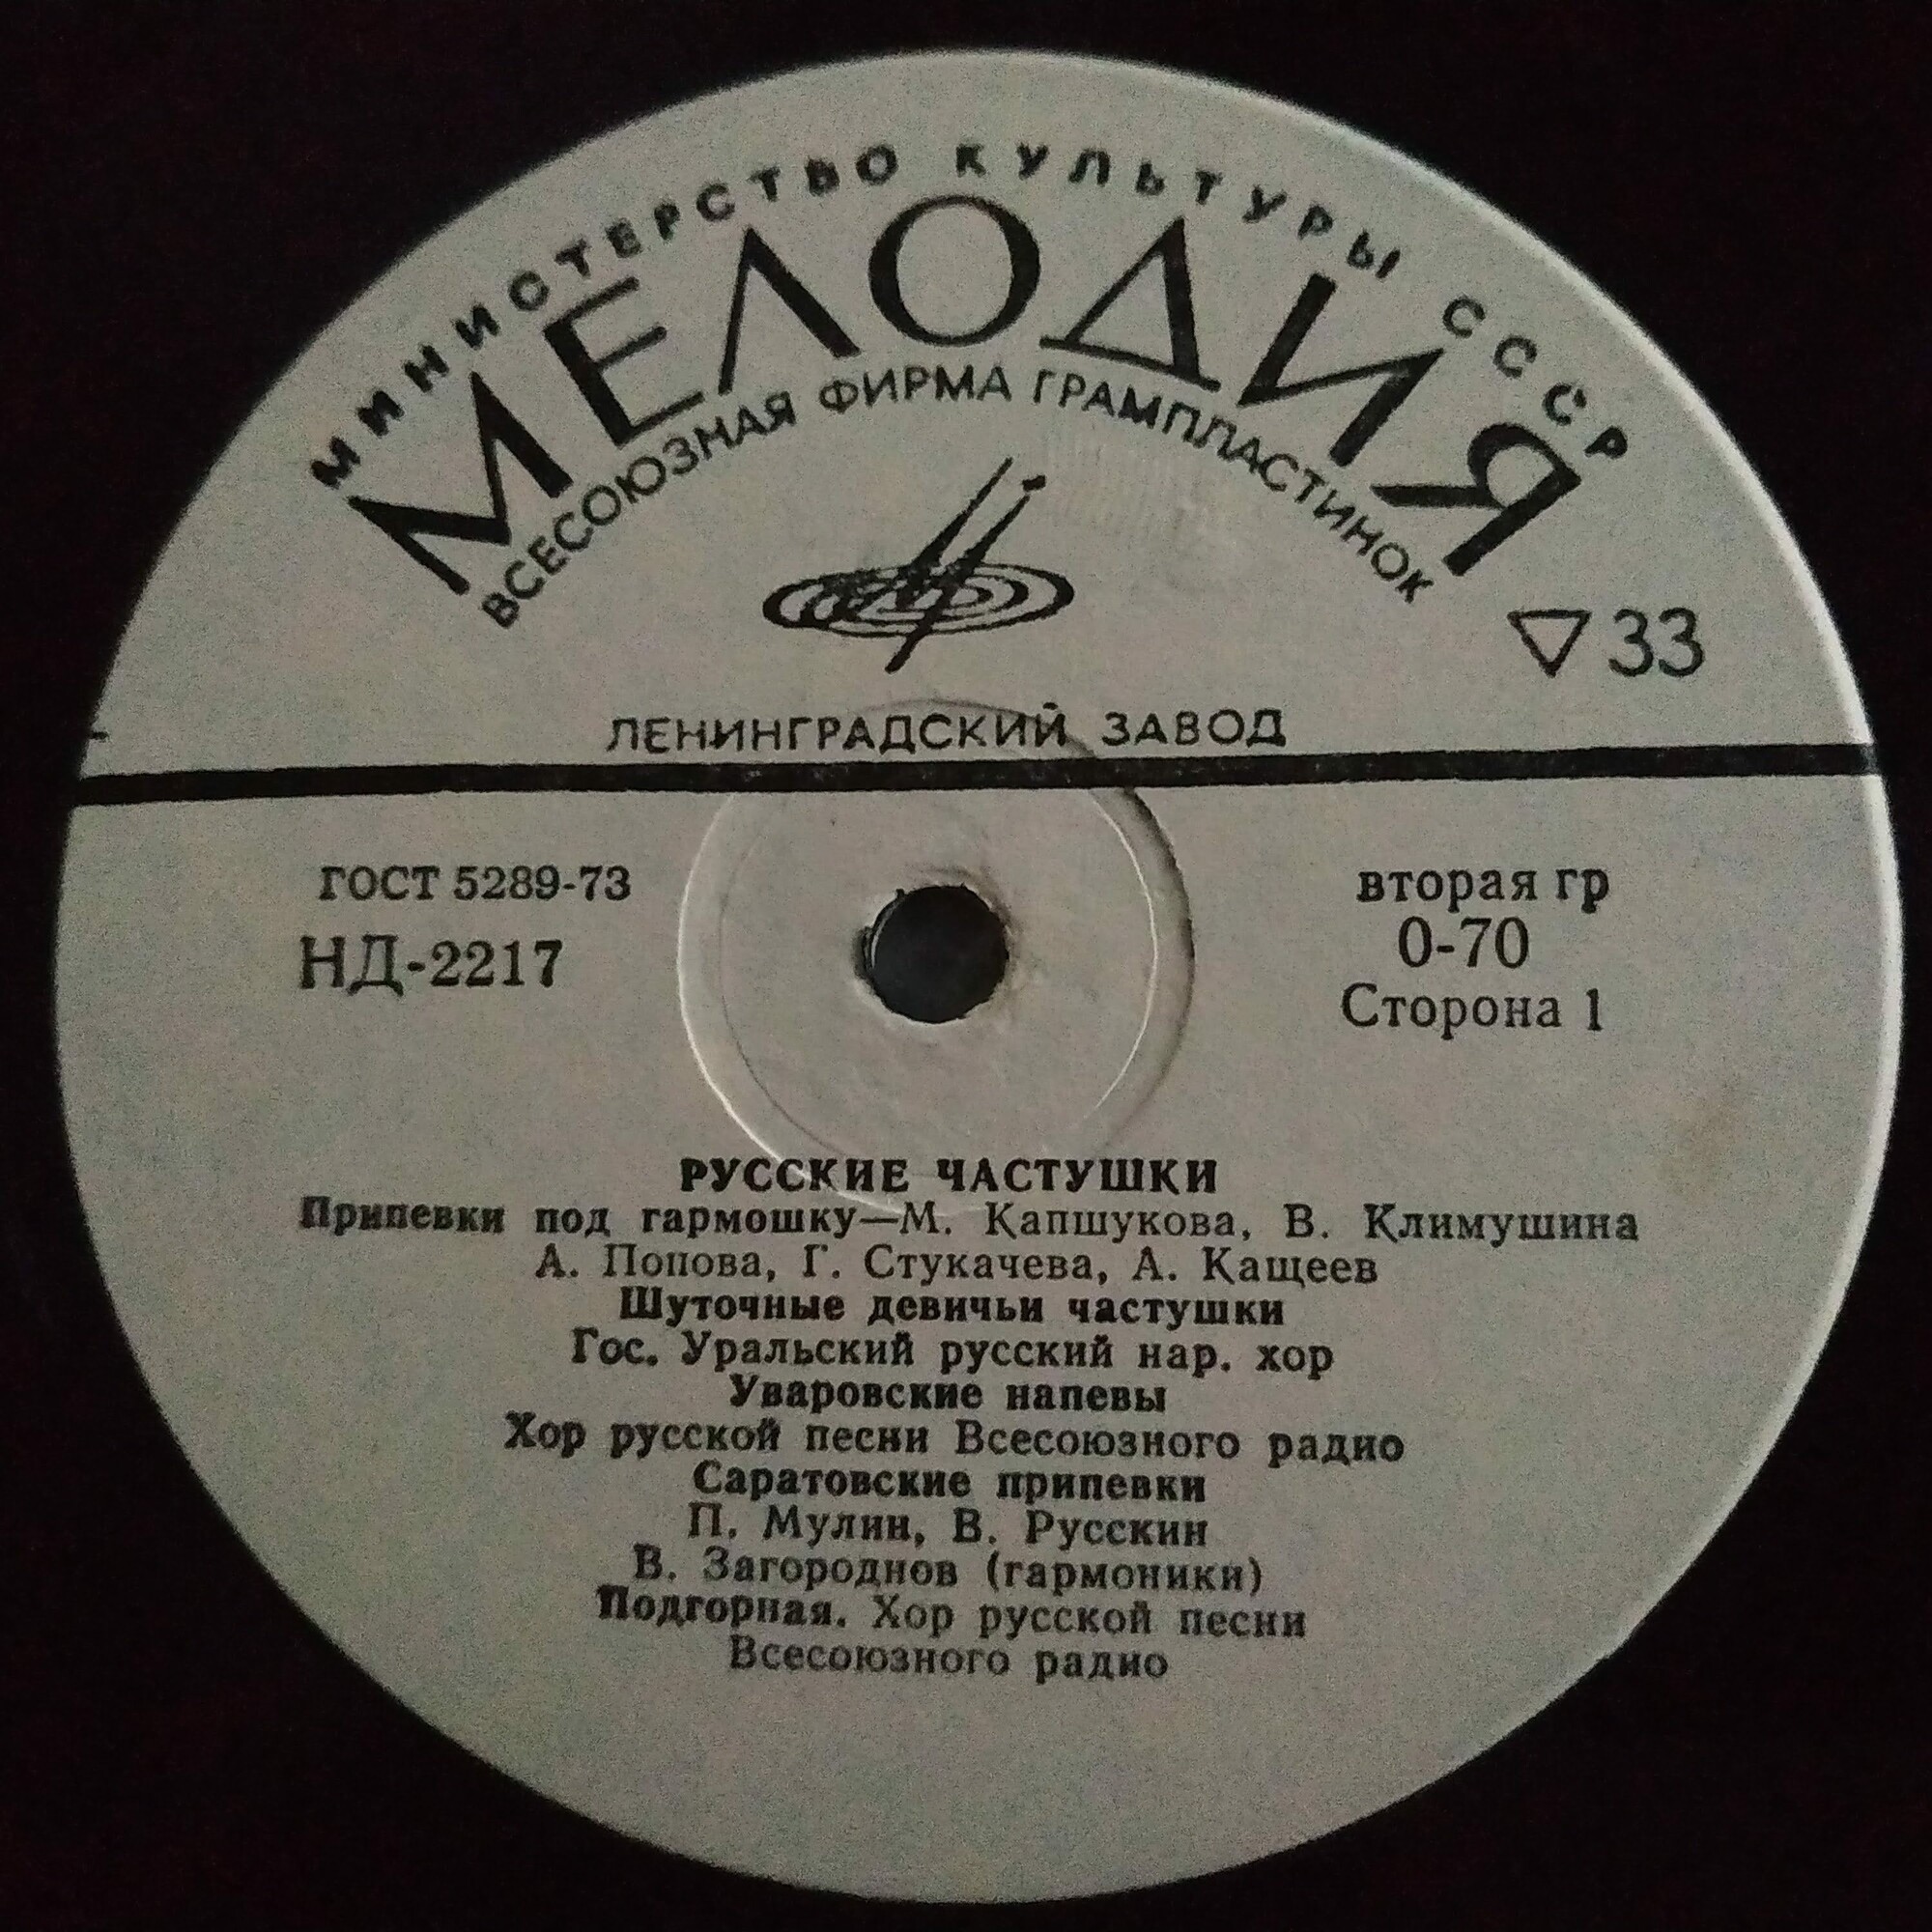 МИНИСТЕРСТВО КУЛЬТУРЫ СССР
МЕЛОДИЯ
ВСЕСОЮЗНАЯ ФИРМА ГРАМПЛАСТИНОК
▽33
ЛЕНИНГРАДСКИЙ ЗАВОД
ГОСТ 5289-73
НД-2217
вторая гр
0-70
Сторона 1
РУССКИЕ ЧАСТУШКИ
Припевки под гармошку—М. Капшукова, В. Климушина
А. Попова, Г. Стукачева, А. Кащеев
Шуточные девичьи частушки
Гос. Уральский русский нар. хор
Уваровские напевы
Хор русской песни Всесоюзного радио
Саратовские припевки
П. Мулин, В. Русскин
В. Загороднов (гармоники)
Подгорная. Хор русской песни
Всесоюзного радио